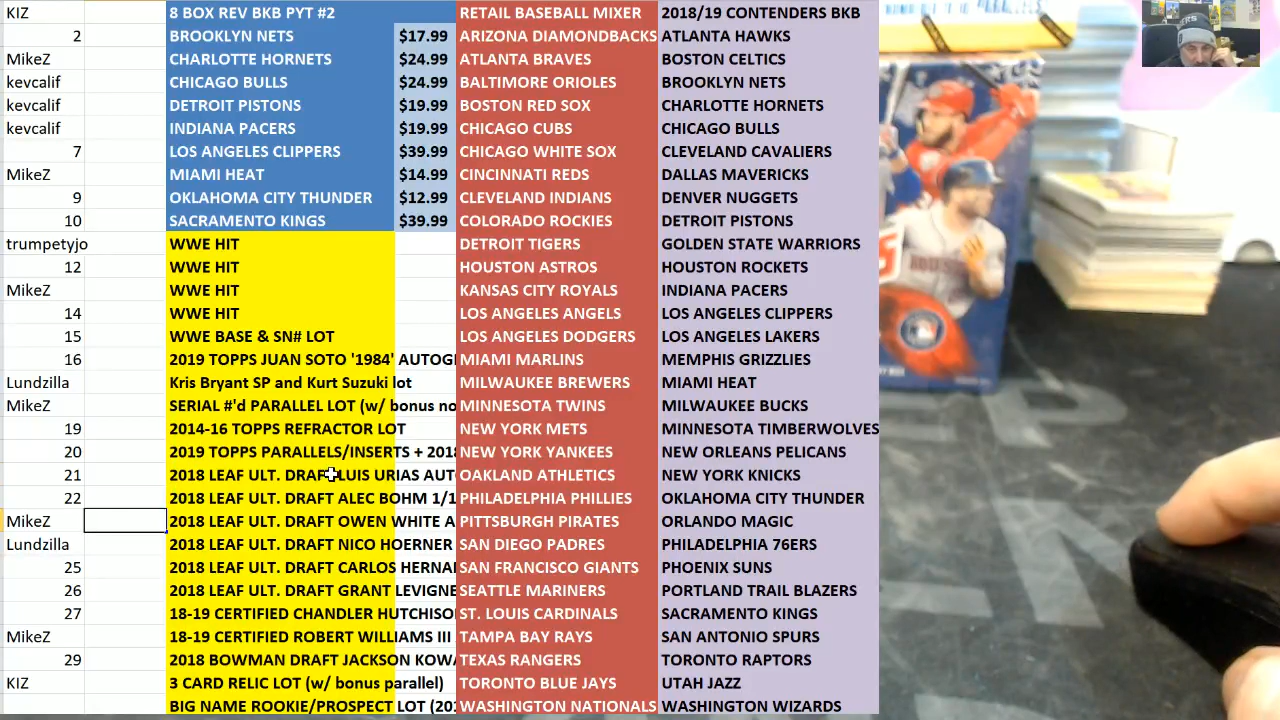 KIZ 8 BOX REV BKB PYT #2 RETAIL BASEBALL MIXER 2018/19 CONTENDERS BKB
2 BROOKLYN NETS $17.99 ARIZONA DIAMONDBACKS ATLANTA HAWKS
MikeZ CHARLOTTE HORNETS $24.99 ATLANTA BRAVES BOSTON CELTICS
kevcalif CHICAGO BULLS $24.99 BALTIMORE ORIOLES BROOKLYN NETS
kevcalif DETROIT PISTONS $19.99 BOSTON RED SOX CHARLOTTE HORNETS
kevcalif INDIANA PACERS $19.99 CHICAGO CUBS CHICAGO BULLS
7 LOS ANGELES CLIPPERS $39.99 CHICAGO WHITE SOX CLEVELAND CAVALIERS
MikeZ MIAMI HEAT $14.99 CINCINNATI REDS DALLAS MAVERICKS
9 OKLAHOMA CITY THUNDER $12.99 CLEVELAND INDIANS DENVER NUGGETS
10 SACRAMENTO KINGS $39.99 COLORADO ROCKIES DETROIT PISTONS
trumpetyjo WWE HIT DETROIT TIGERS GOLDEN STATE WARRIORS
12 WWE HIT HOUSTON ASTROS HOUSTON ROCKETS
MikeZ WWE HIT KANSAS CITY ROYALS INDIANA PACERS
14 WWE HIT LOS ANGELES ANGELS LOS ANGELES CLIPPERS
15 WWE BASE & SN# LOT LOS ANGELES DODGERS LOS ANGELES LAKERS
16 2019 TOPPS JUAN SOTO '1984' AUTOG MIAMI MARLINS MEMPHIS GRIZZLIES
Lundzilla Kris Bryant SP and Kurt Suzuki lot MILWAUKEE BREWERS MIAMI HEAT
MikeZ SERIAL #'d PARALLEL LOT (w/ bonus no MINNESOTA TWINS MILWAUKEE BUCKS
19 2014-16 TOPPS REFRACTOR LOT NEW YORK METS MINNESOTA TIMBERWOLVES
20 2019 TOPPS PARALLELS/INSERTS + 2018 NEW YORK YANKEES NEW ORLEANS PELICANS
21 2018 LEAF ULT. DRAFT LUIS URIAS AUT OAKLAND ATHLETICS NEW YORK KNICKS
22 2018 LEAF ULT. DRAFT ALEC BOHM 1/1 PHILADELPHIA PHILLIES OKLAHOMA CITY THUNDER
MikeZ 2018 LEAF ULT. DRAFT OWEN WHITE A PITTSBURGH PIRATES ORLANDO MAGIC
Lundzilla 2018 LEAF ULT. DRAFT NICO HOERNER SAN DIEGO PADRES PHILADELPHIA 76ERS
25 2018 LEAF ULT. DRAFT CARLOS HERNA SAN FRANCISCO GIANTS PHOENIX SUNS
26 2018 LEAF ULT. DRAFT GRANT LEVIGNE SEATTLE MARINERS PORTLAND TRAIL BLAZERS
27 18-19 CERTIFIED CHANDLER HUTCHISO ST. LOUIS CARDINALS SACRAMENTO KINGS
MikeZ 18-19 CERTIFIED ROBERT WILLIAMS III TAMPA BAY RAYS SAN ANTONIO SPURS
29 2018 BOWMAN DRAFT JACKSON KOWA TEXAS RANGERS TORONTO RAPTORS
KIZ 3 CARD RELIC LOT (w/ bonus parallel) TORONTO BLUE JAYS UTAH JAZZ
BIG NAME ROOKIE/PROSPECT LOT (201 WASHINGTON NATIONALS WASHINGTON WIZARDS